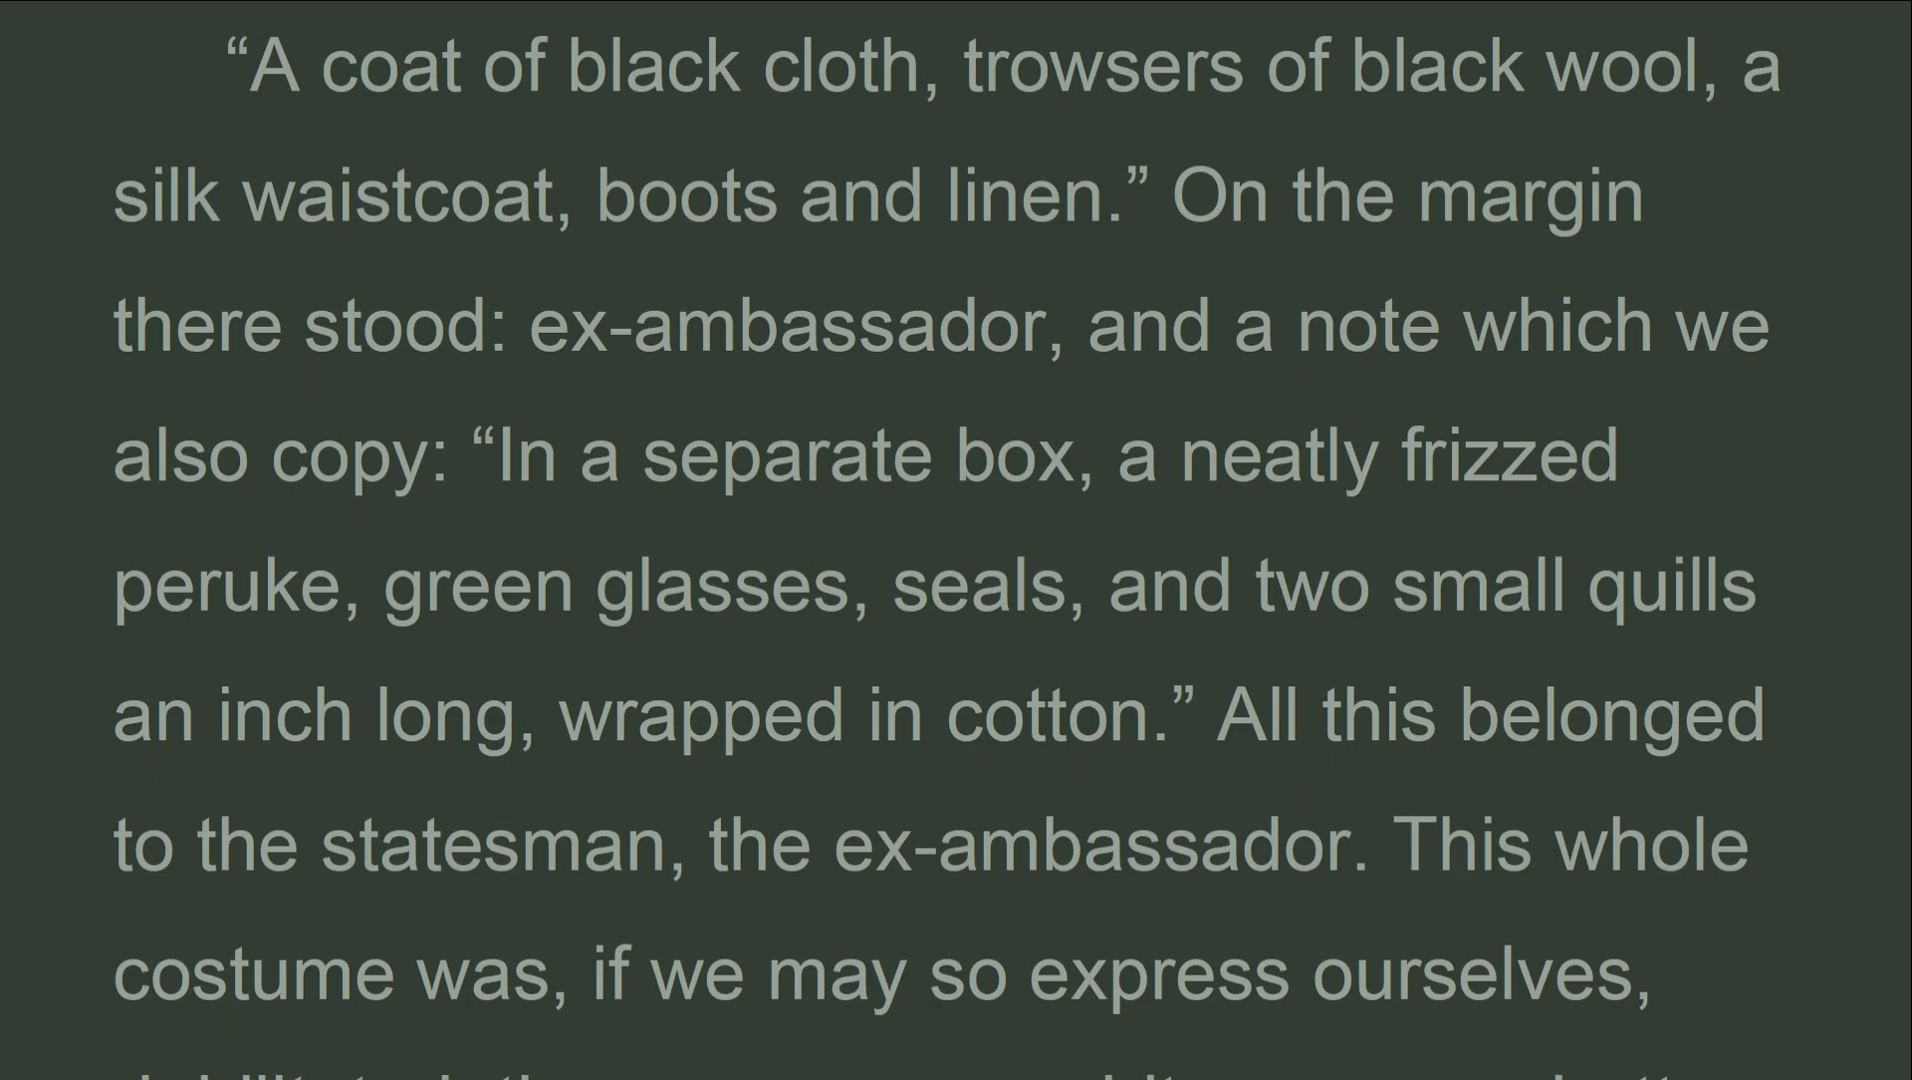 “A coat of black cloth, trowsers of black wool, a
silk waistcoat, boots and linen.” On the margin
there stood: ex-ambassador, and a note which we
also copy: “In a separate box, a neatly frizzed
peruke, green glasses, seals, and two small quills
an inch long, wrapped in cotton.” All this belonged
to the statesman, the ex-ambassador. This whole
costume was, if we may so express ourselves,